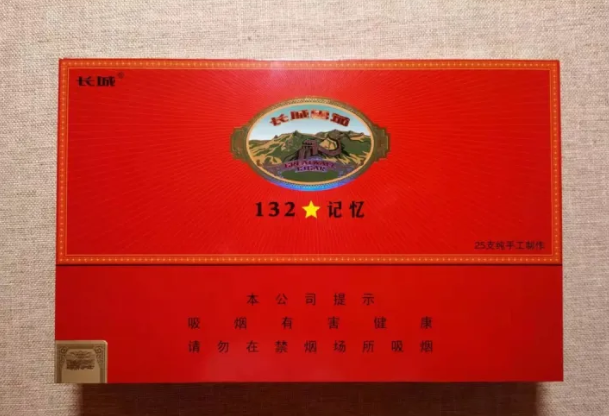 长城®
长城雪茄
132★记忆
25支纯手工制作
本公司提示
吸烟有害健康
请勿在禁烟场所吸烟